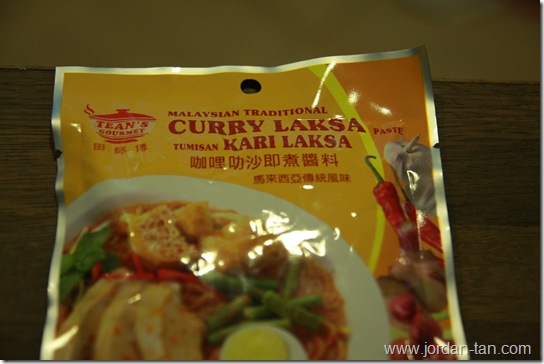 TEAN'S
GOURMET
田師傅
MALAYSIAN TRADITIONAL
CURRY LAKSA PASTE
TUMISAN KARI LAKSA
咖哩叻沙即煮醬料
馬來西亞傳統風味
www.jordan-tan.com